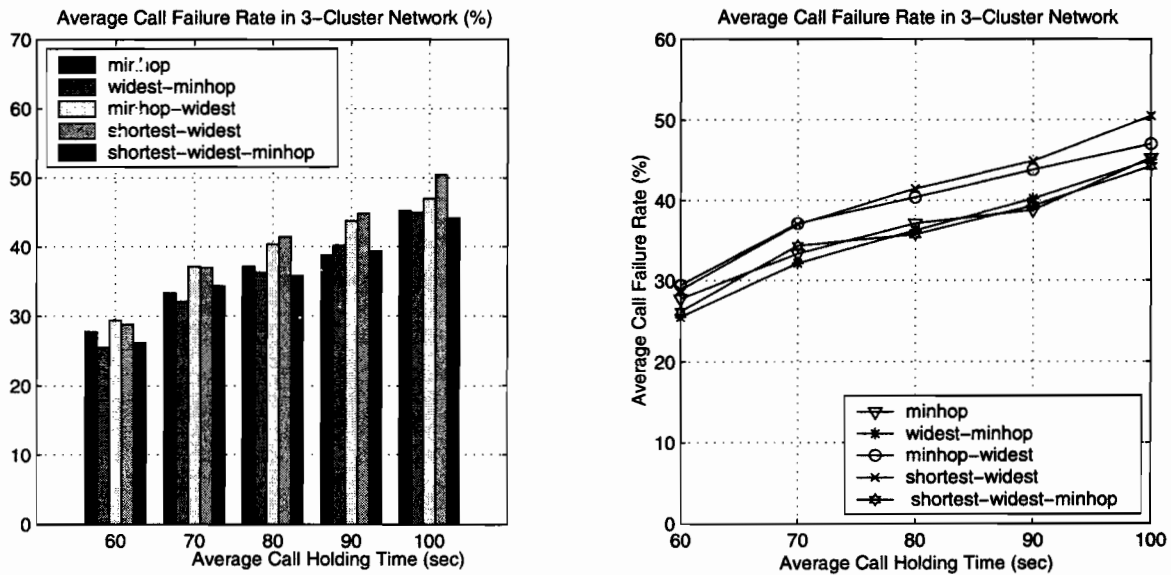 Average Call Failure Rate in 3-Cluster Network (%)
70
60
50
40
30
20
10
0
minhop
widest-minhop
minhop-widest
shortest-widest
shortest-widest-minhop
60 70 80 90 100
Average Call Holding Time (sec)
Average Call Failure Rate in 3-Cluster Network
Average Call Failure Rate (%)
60
50
40
30
20
10
0
minhop
widest-minhop
minhop-widest
shortest-widest
shortest-widest-minhop
60 70 80 90 100
Average Call Holding Time (sec)